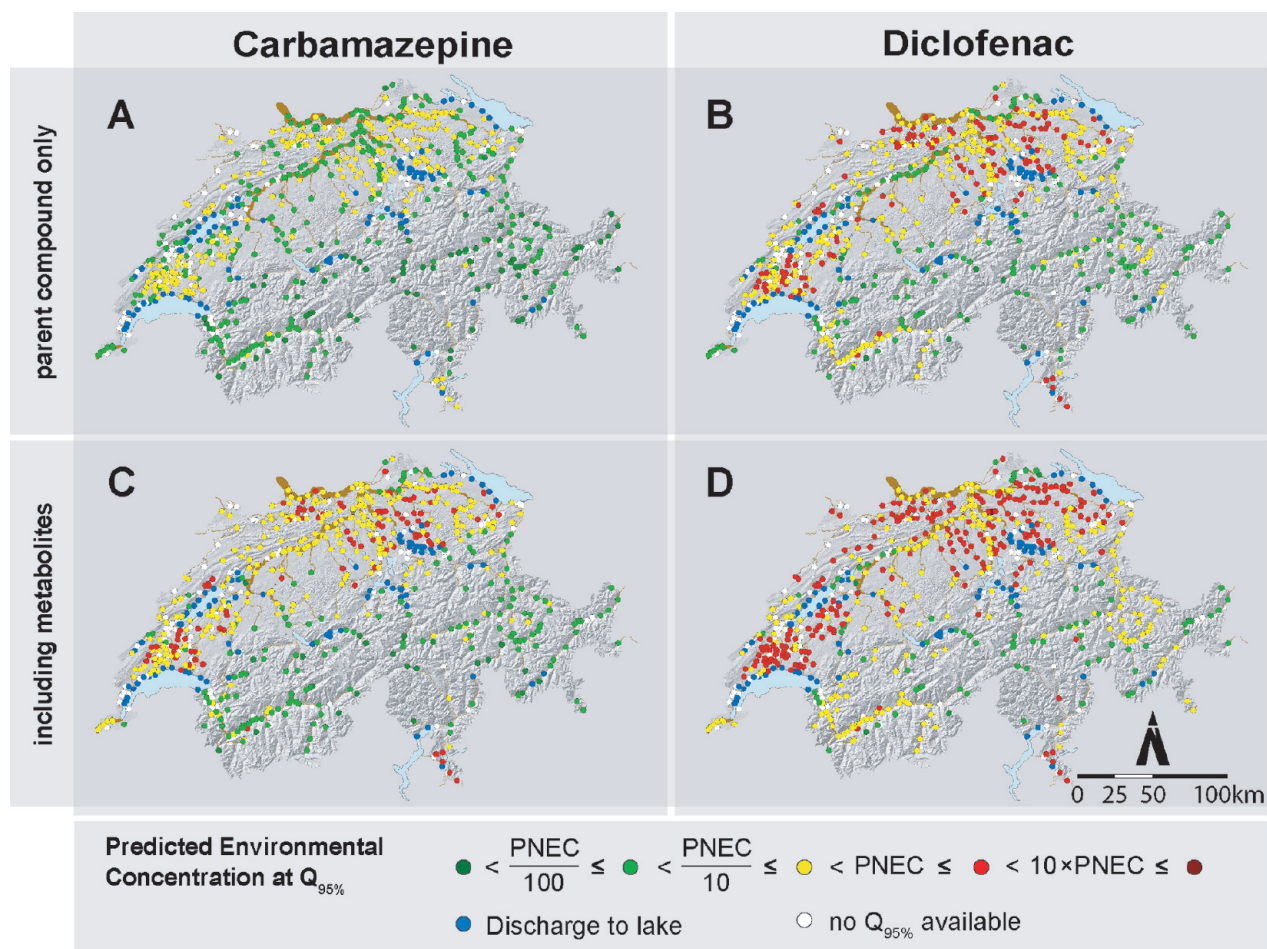 Carbamazepine
Diclofenac
parent compound only
A
B
including metabolites
C
D
0 25 50 100km
Predicted Environmental
Concentration at Q95%
< PNEC/100 ≤ < PNEC/10 ≤ < PNEC ≤ < 10×PNEC ≤
Discharge to lake
no Q95% available